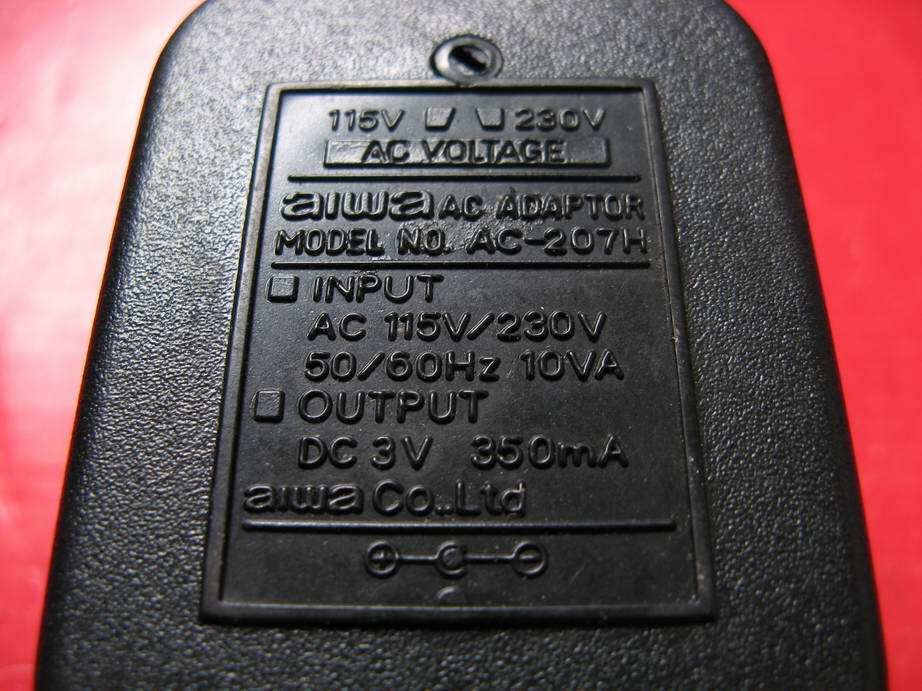 115V 230V
AC VOLTAGE
aiwa AC ADAPTOR
MODEL NO. AC-207H
INPUT
AC 115V/230V
50/60Hz 10VA
OUTPUT
DC 3V 350mA
aiwa Co.,Ltd